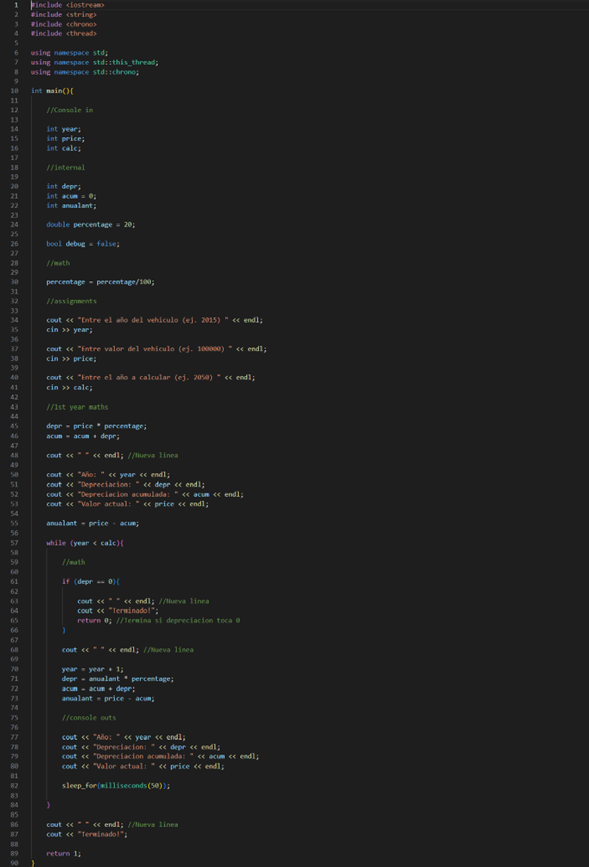 1 #include <iostream>
2 #include <string>
3 #include <chrono>
4 #include <thread>
5
6 using namespace std;
7 using namespace std::this_thread;
8 using namespace std::chrono;
9
10 int main(){
11
12 //Console in
13
14 int year;
15 int price;
16 int calc;
17
18 //internal
19
20 int depr;
21 int acum = 0;
22 int anualant;
23
24 double percentage = 20;
25
26 bool debug = false;
27
28 //math
29
30 percentage = percentage/100;
31
32 //assignments
33
34 cout << "Entre el año del vehiculo (ej. 2015) " << endl;
35 cin >> year;
36
37 cout << "Entre valor del vehiculo (ej. 100000) " << endl;
38 cin >> price;
39
40 cout << "Entre el año a calcular (ej. 2050) " << endl;
41 cin >> calc;
42
43 //1st year maths
44
45 depr = price * percentage;
46 acum = acum + depr;
47
48 cout << " " << endl; //Nueva linea
49
50 cout << "Año: " << year << endl;
51 cout << "Depreciacion: " << depr << endl;
52 cout << "Depreciacion acumulada: " << acum << endl;
53 cout << "Valor actual: " << price << endl;
54
55 anualant = price - acum;
56
57 while (year < calc){
58
59 //math
60
61 if (depr == 0){
62
63 cout << " " << endl; //Nueva linea
64 cout << "Terminado!";
65 return 0; //Termina si depreciacion toca 0
66 }
67
68 cout << " " << endl; //Nueva linea
69
70 year = year + 1;
71 depr = anualant * percentage;
72 acum = acum + depr;
73 anualant = price - acum;
74
75 //console outs
76
77 cout << "Año: " << year << endl;
78 cout << "Depreciacion: " << depr << endl;
79 cout << "Depreciacion acumulada: " << acum << endl;
80 cout << "Valor actual: " << price << endl;
81
82 sleep_for(milliseconds(50));
83
84 }
85
86 cout << " " << endl; //Nueva linea
87 cout << "Terminado!";
88
89 return 1;
90 }